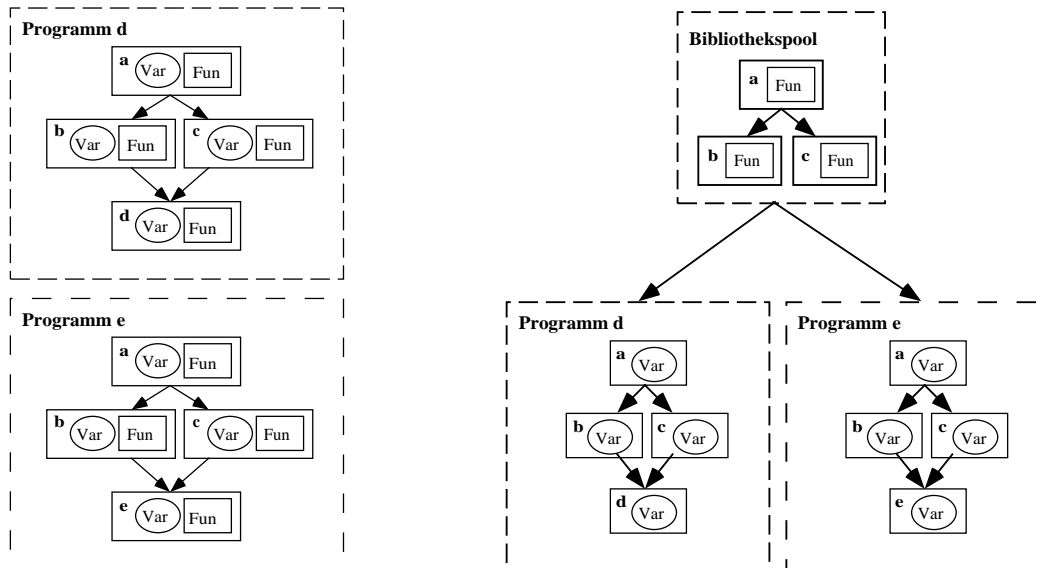 Programm d
a Var Fun
b Var Fun c Var Fun
d Var Fun
Programm e
a Var Fun
b Var Fun c Var Fun
e Var Fun
Bibliothekspool
a Fun
b Fun c Fun
Programm d
a Var
b Var c Var
d Var
Programm e
a Var
b Var c Var
e Var